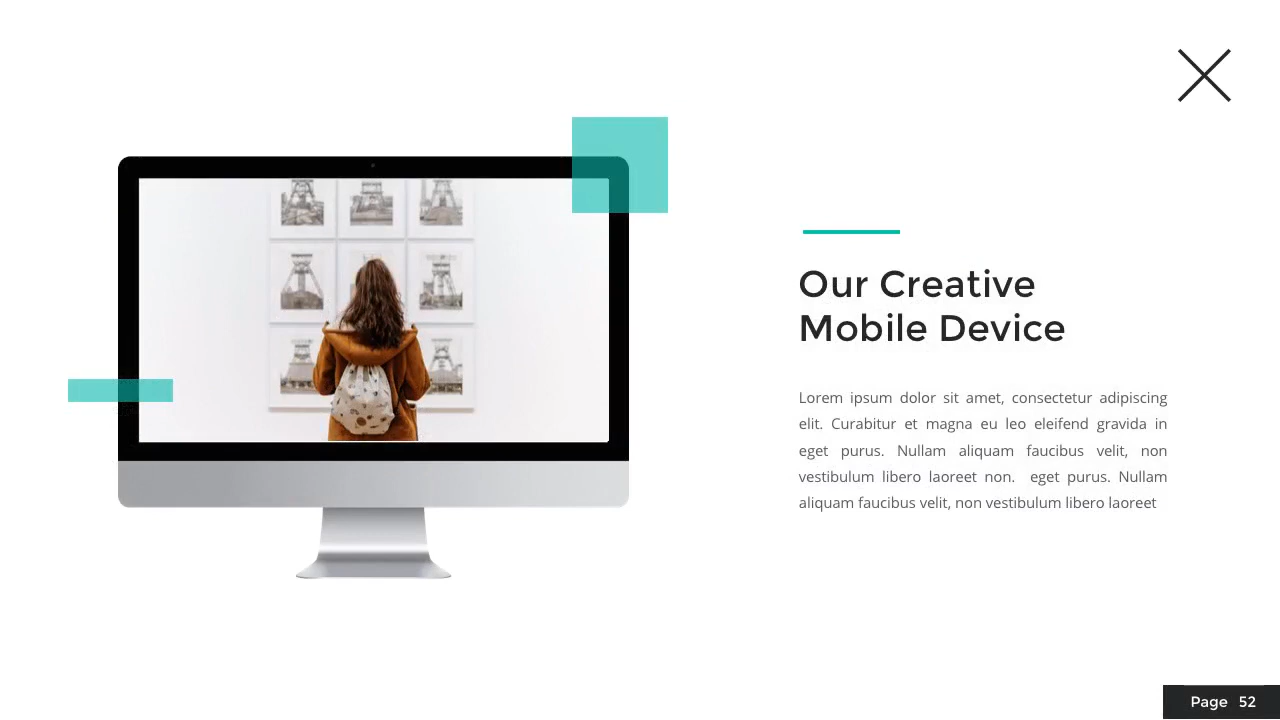 Our Creative
Mobile Device
Lorem ipsum dolor sit amet, consectetur adipiscing
elit. Curabitur et magna eu leo eleifend gravida in
eget purus. Nullam aliquam faucibus velit, non
vestibulum libero laoreet non.  eget purus. Nullam
aliquam faucibus velit, non vestibulum libero laoreet
Page 52